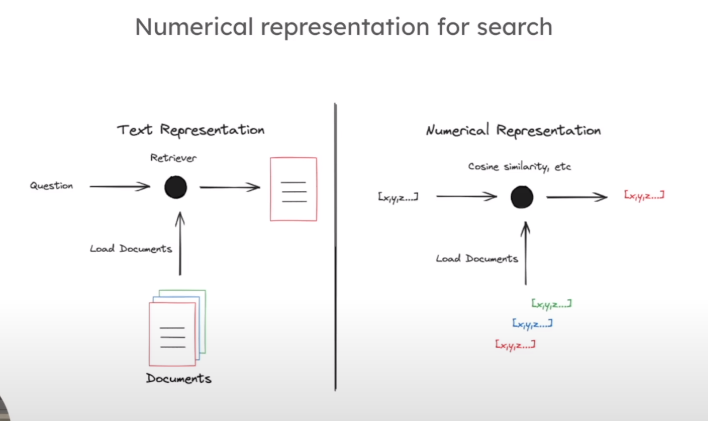 Numerical representation for search
Text Representation
Retriever
Question
Load Documents
Documents
Numerical Representation
Cosine similarity, etc
[x,y,z...]
[x,y,z...]
Load Documents
[x,y,z...]
[x,y,z...]
[x,y,z...]